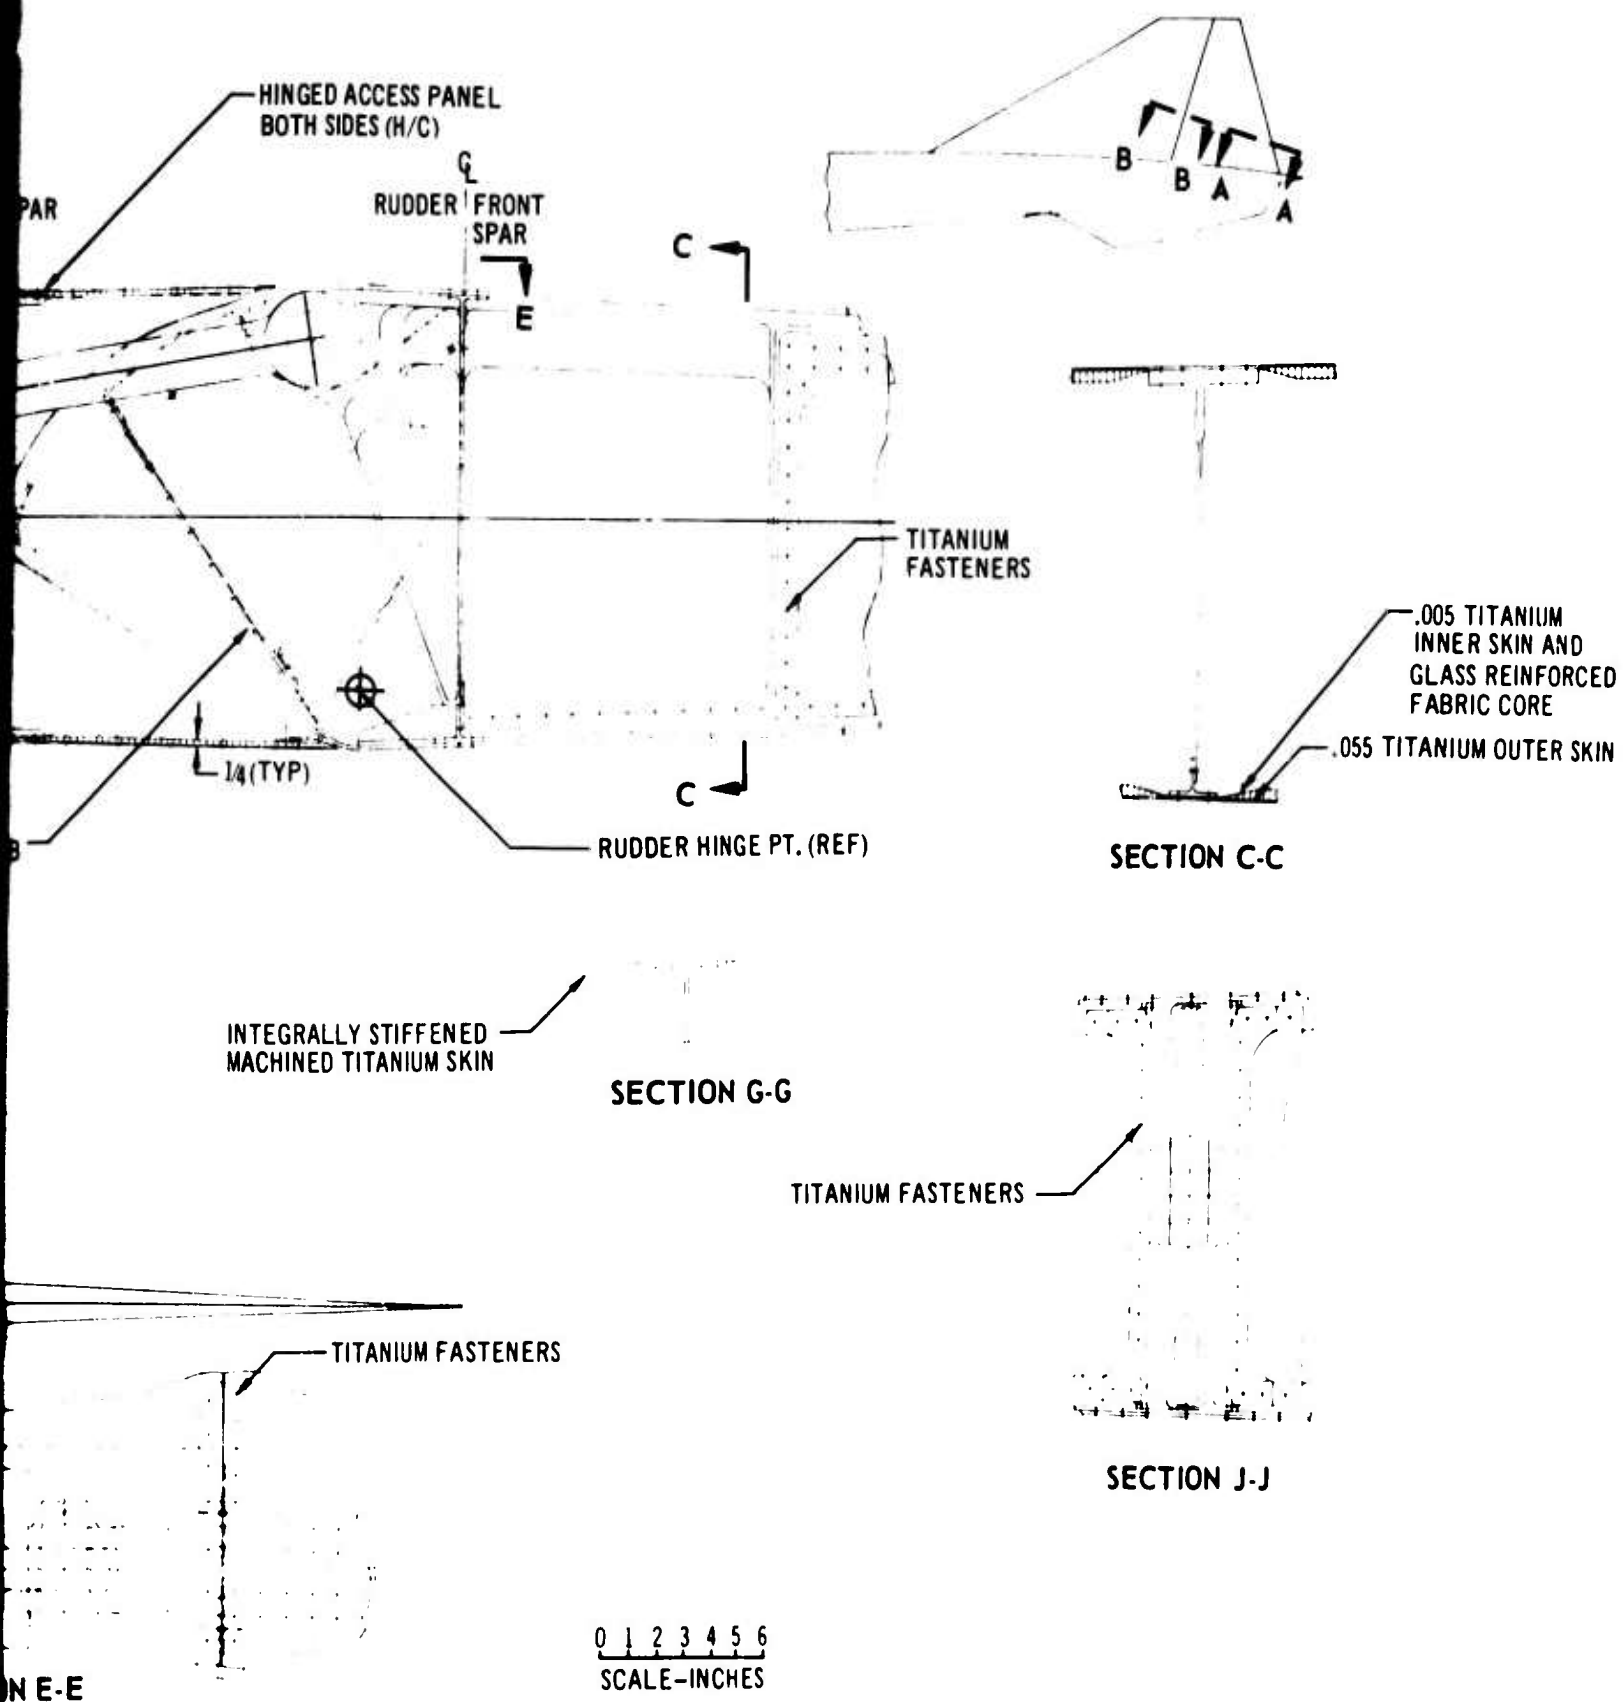 HINGED ACCESS PANEL
BOTH SIDES (H/C)
℄
RUDDER FRONT
SPAR
PAR
E
C
B
B
A
A
TITANIUM
FASTENERS
.005 TITANIUM
INNER SKIN AND
GLASS REINFORCED
FABRIC CORE
.055 TITANIUM OUTER SKIN
1/4 (TYP)
C
RUDDER HINGE PT. (REF)
SECTION C-C
INTEGRALLY STIFFENED
MACHINED TITANIUM SKIN
SECTION G-G
TITANIUM FASTENERS
TITANIUM FASTENERS
SECTION J-J
0 1 2 3 4 5 6
SCALE-INCHES
N E-E